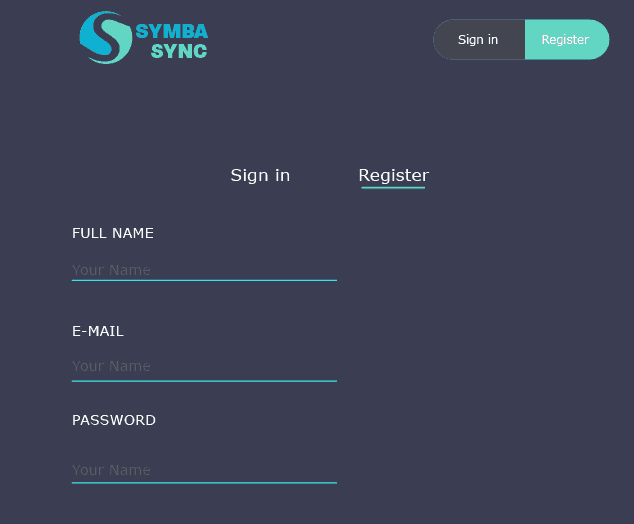 SYMBA
SYNC
Sign in
Register
Sign in
Register
FULL NAME
Your Name
E-MAIL
Your Name
PASSWORD
Your Name